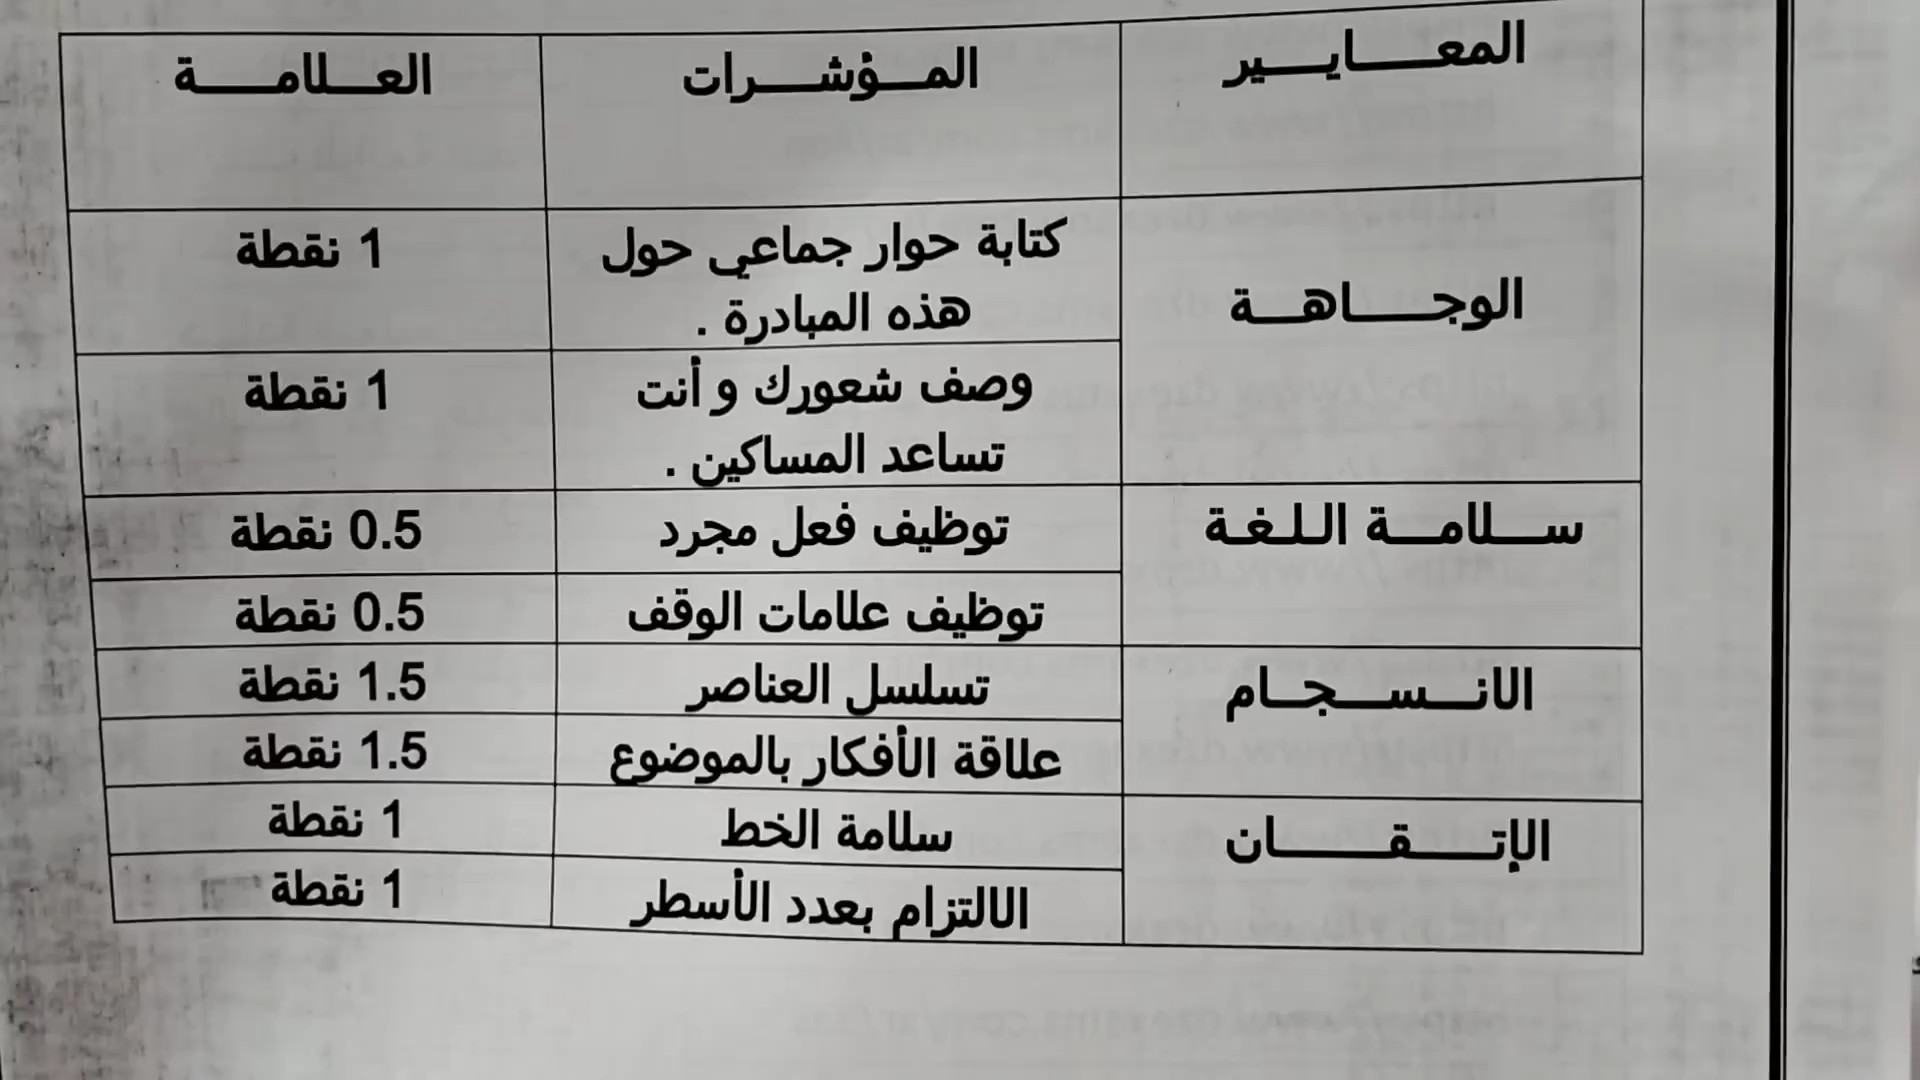 المعايير المؤشرات العلامة
الوجاهة
كتابة حوار جماعي حول
هذه المبادرة .
1 نقطة
وصف شعورك و أنت
تساعد المساكين .
1 نقطة
سلامة اللغة
توظيف فعل مجرد
0.5 نقطة
توظيف علامات الوقف
0.5 نقطة
الانسجام
تسلسل العناصر
1.5 نقطة
علاقة الأفكار بالموضوع
1.5 نقطة
الإتقان
سلامة الخط
1 نقطة
الالتزام بعدد الأسطر
1 نقطة